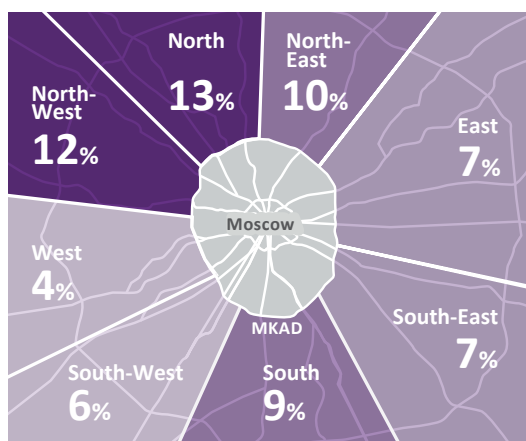 North
13%
North-
East
10%
North-
West
12%
East
7%
Moscow
West
4%
MKAD
South-East
7%
South-West
6%
South
9%